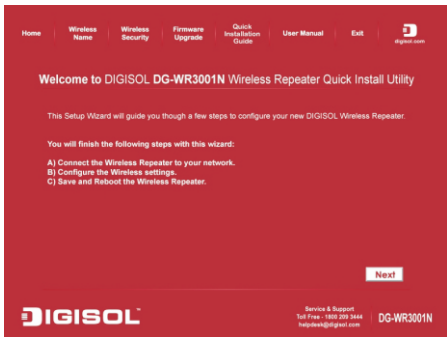 Home
Wireless Name
Wireless Security
Firmware Upgrade
Quick Installation Guide
User Manual
Exit
digisol.com
Welcome to DIGISOL DG-WR3001N Wireless Repeater Quick Install Utility
This Setup Wizard will guide you though a few steps to configure your new DIGISOL Wireless Repeater.
You will finish the following steps with this wizard:
A) Connect the Wireless Repeater to your network.
B) Configure the Wireless settings.
C) Save and Reboot the Wireless Repeater.
Next
DIGISOL
Service & Support
Toll Free - 1800 209 3444
helpdesk@digisol.com
DG-WR3001N